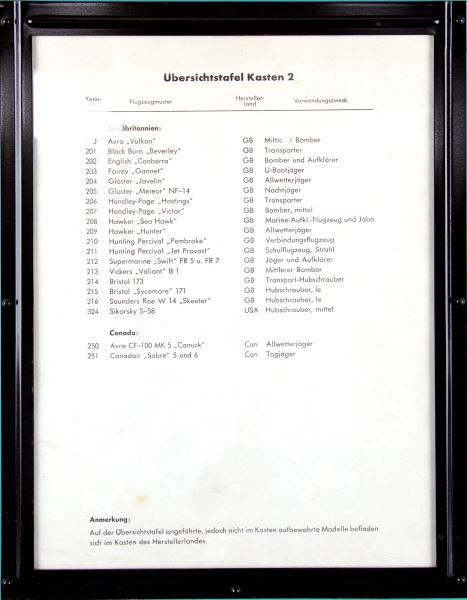 Übersichtstafel Kasten 2
Kenn- Flugzeugmuster Hersteller- land Verwendungszweck
Großbritannien:
Avro „Vulkan" GB Bomber
201 Black Burn „Beverley" GB Transporter
202 English „Canberra" GB Bomber und Aufklärer
203 Fairey „Gannet" GB U-Bootjäger
204 Gloster „Javelin" GB Allwetterjäger
205 Gloster „Mereor" NF-14 GB Nachtjäger
206 Handley-Page „Hastings" GB Transporter
207 Handley-Page „Victor" GB Bomber, mittel
208 Hawker „Sea Hawk" GB Marine-Aufkl.-Flugzeug und Jabo
209 Hawker „Hunter" GB Allwetterjäger
210 Hunting Percival „Pembroke" GB Verbindungsflugzeug
211 Hunting Percival „Jet Provost" GB Schulflugzeug, Strahl
212 Supermarine „Swift" FR 5 u. FR 7 GB Jäger und Aufklärer
213 Vickers „Valiant" B 1 GB Mittlerer Bomber
214 Bristol 173 GB Transport-Hubschrauber
215 Bristol „Sycomore" 171 GB Hubschrauber, le
216 Saunders Roe W 14 „Skeeter" GB Hubschrauber, le
324 Sikorsky S-58 USA Hubschrauber, mittel
Canada:
250 Avro CF-100 MK 5 „Canuck" Can Allwetterjäger
251 Canadair „Sabre" 5 und 6 Can Tagjäger
Anmerkung:
Auf der Übersichtstafel angeführte, jedoch nicht im Kasten aufbewahrte Modelle befinden
sich im Kasten des Herstellerlandes.